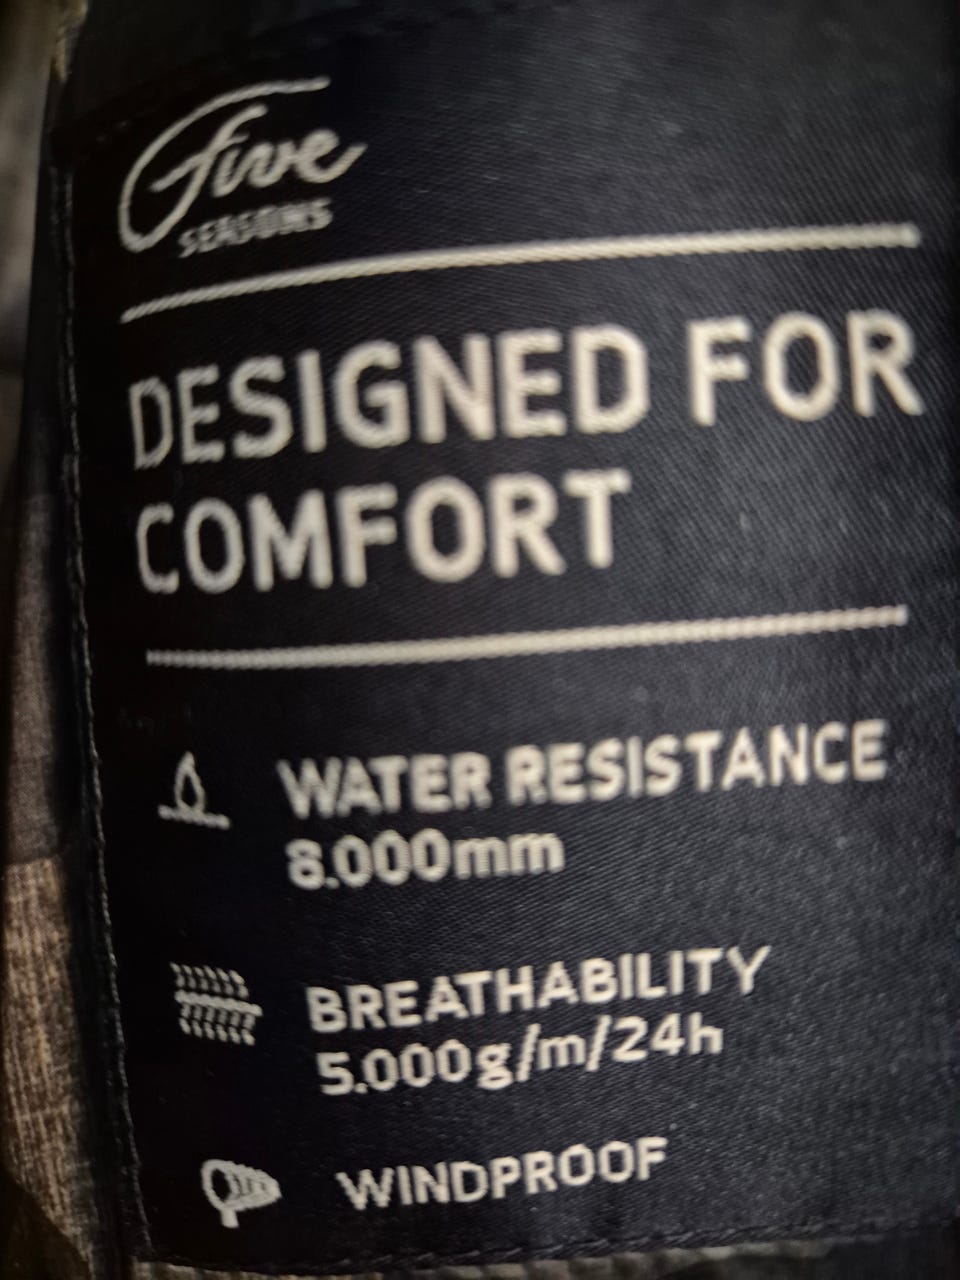 Five
SEASONS
DESIGNED FOR
COMFORT
WATER RESISTANCE
8.000mm
BREATHABILITY
5.000g/m/24h
WINDPROOF